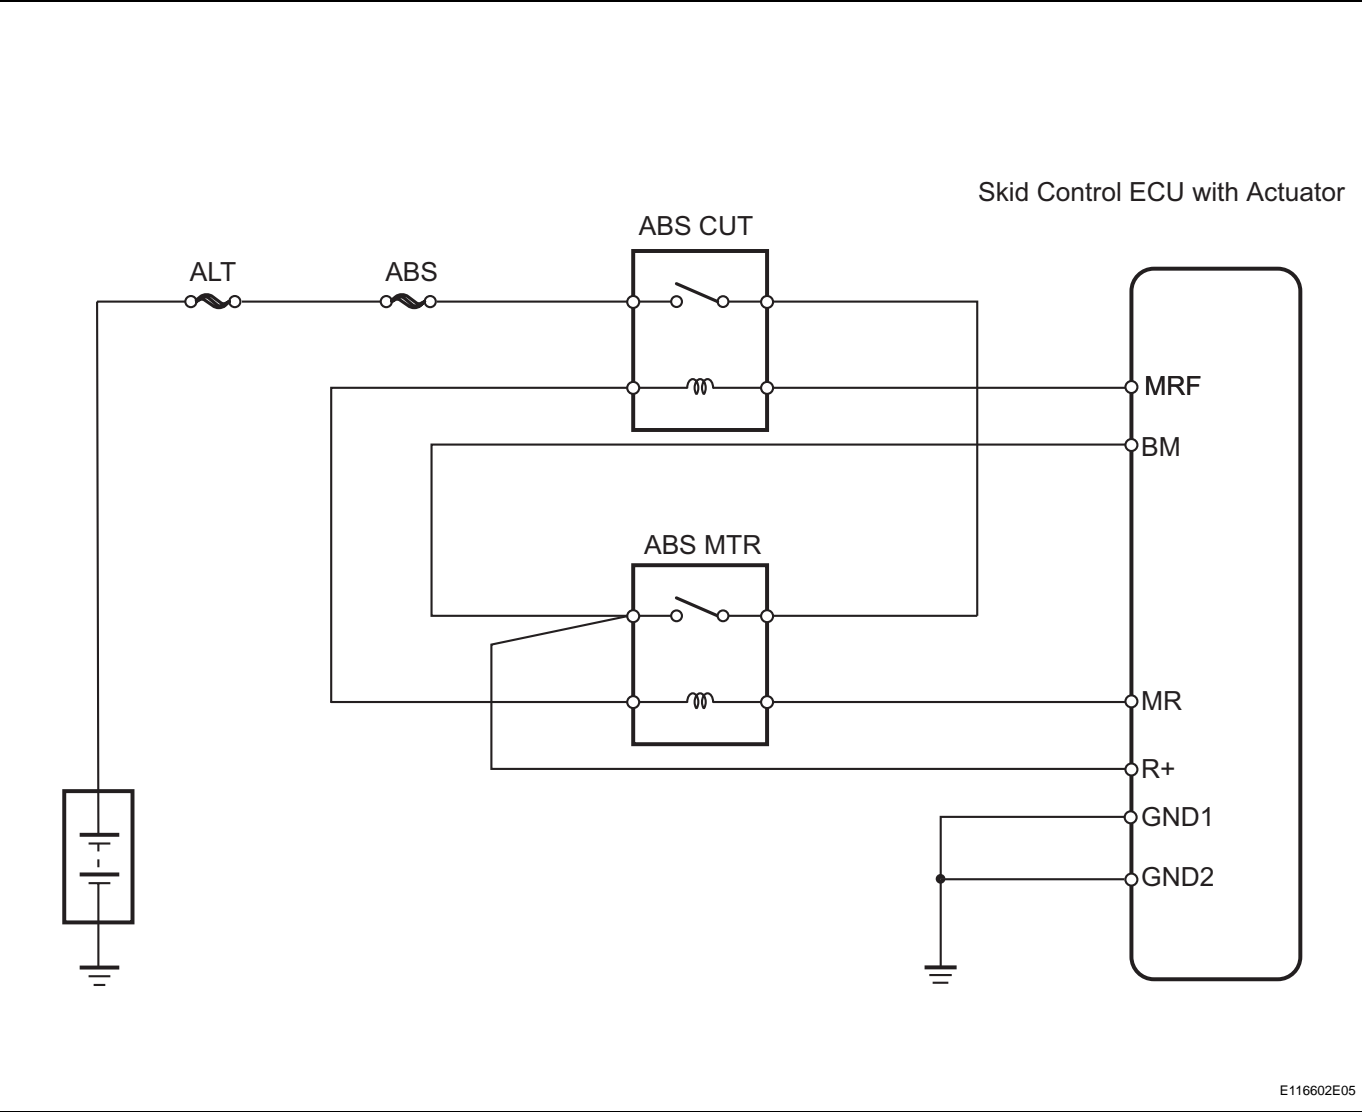 Skid Control ECU with Actuator
ABS CUT
ALT
ABS
MRF
BM
ABS MTR
MR
R+
GND1
GND2
E116602E05